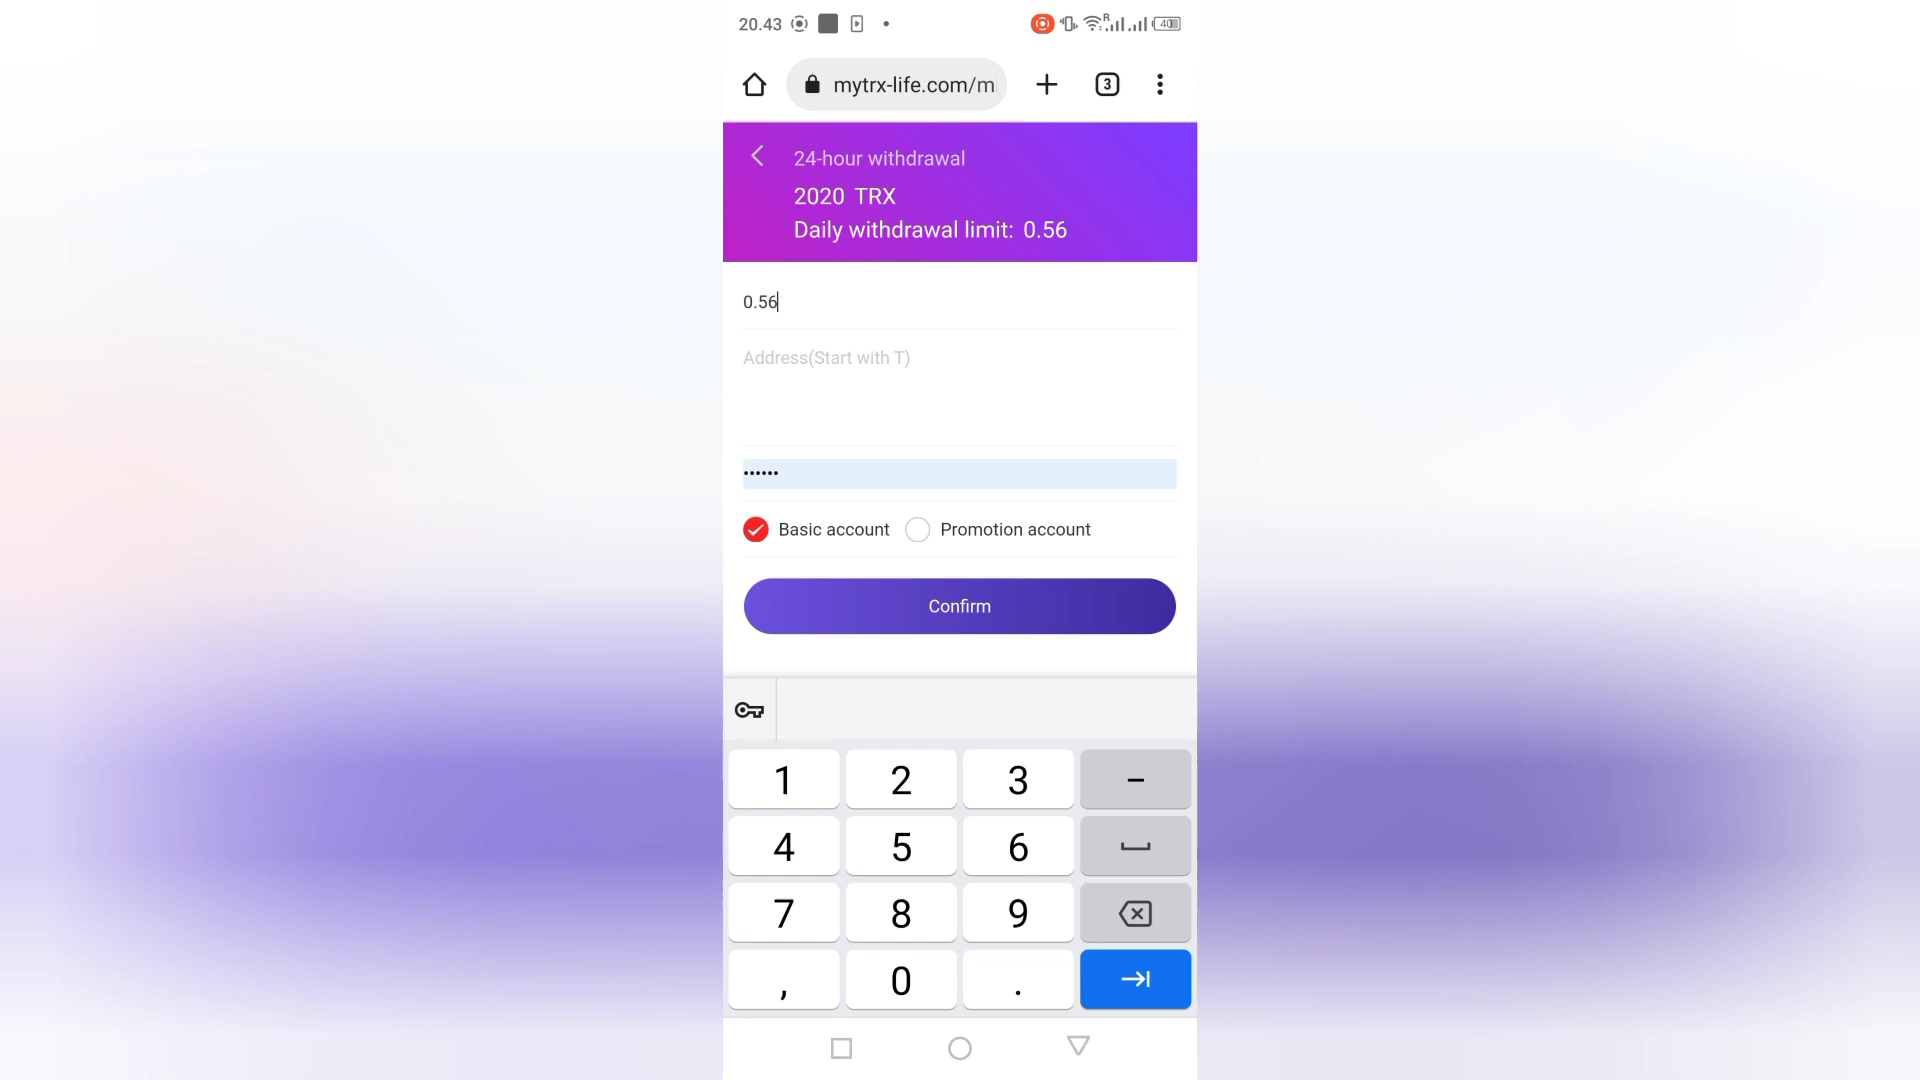 20.43
R
40
mytrx-life.com/m
3
24-hour withdrawal
2020 TRX
Daily withdrawal limit: 0.56
0.56
Address(Start with T)
••••••
Basic account
Promotion account
Confirm
1 2 3 –
4 5 6
7 8 9
, 0 .